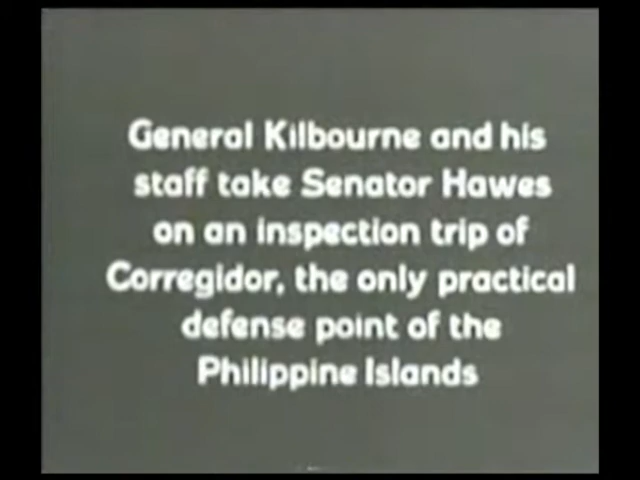 General Kilbourne and his
staff take Senator Hawes
on an inspection trip of
Corregidor, the only practical
defense point of the
Philippine Islands